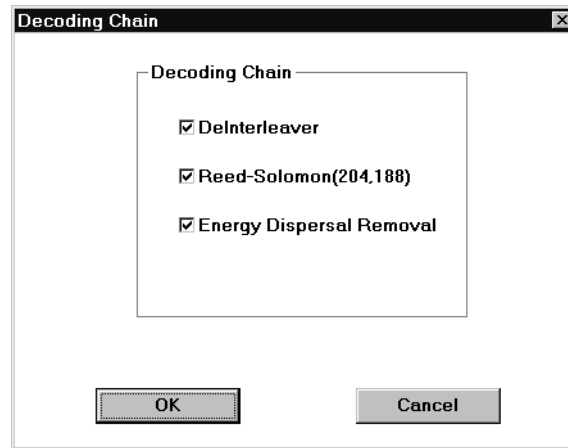 Decoding Chain
Decoding Chain
DeInterleaver
Reed-Solomon(204,188)
Energy Dispersal Removal
OK Cancel